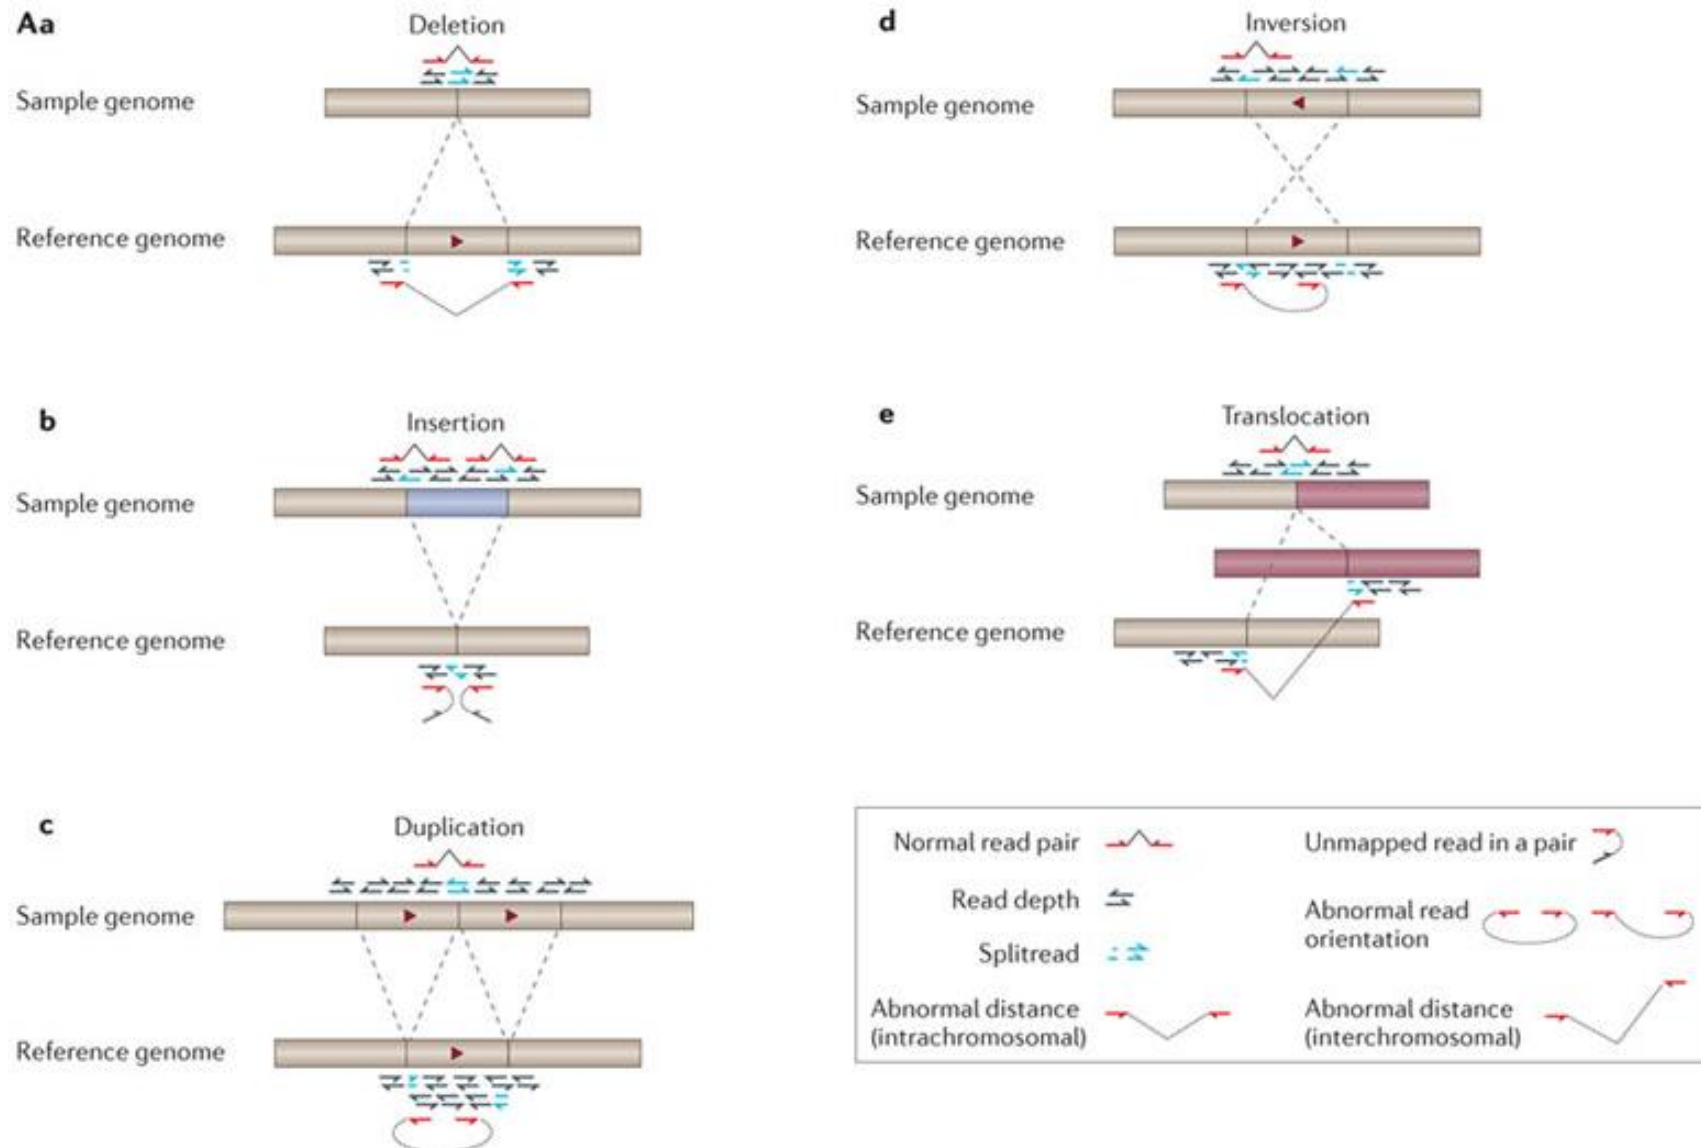 Aa
Deletion
Sample genome
Reference genome
b
Insertion
Sample genome
Reference genome
c
Duplication
Sample genome
Reference genome
d
Inversion
Sample genome
Reference genome
e
Translocation
Sample genome
Reference genome
Normal read pair
Read depth
Splitread
Abnormal distance
(intrachromosomal)
Unmapped read in a pair
Abnormal read
orientation
Abnormal distance
(interchromosomal)